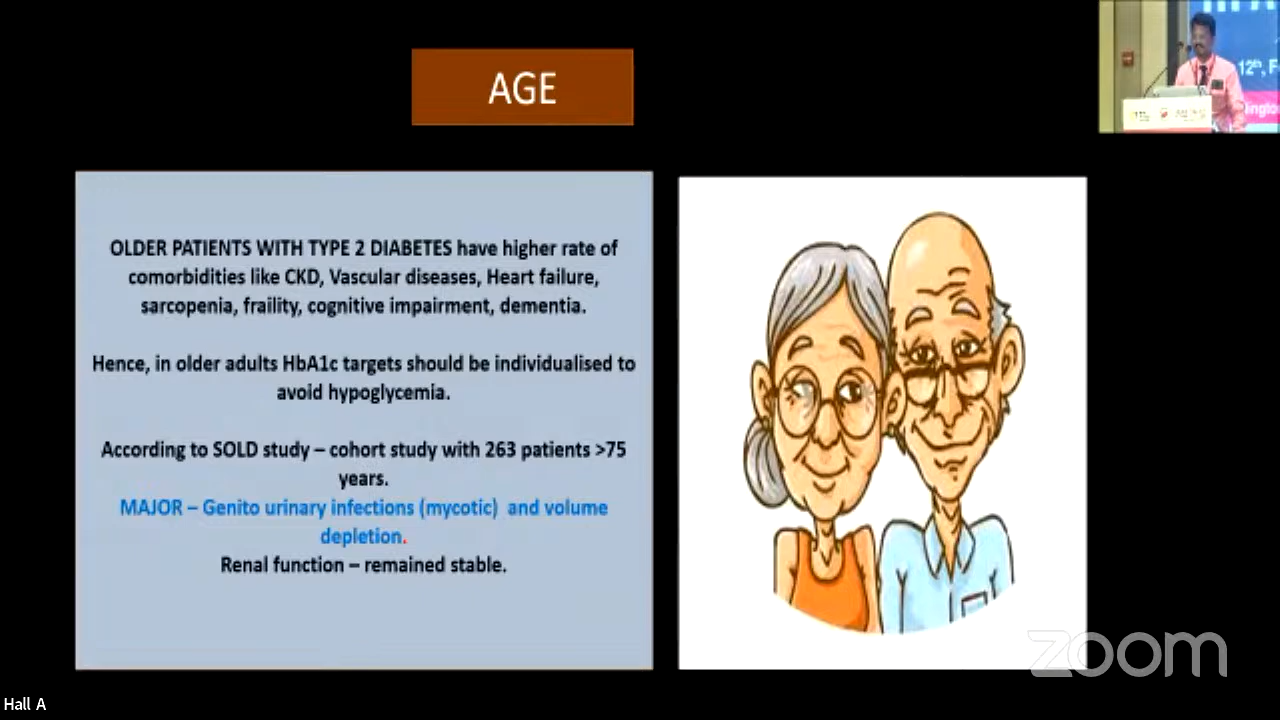 AGE
OLDER PATIENTS WITH TYPE 2 DIABETES have higher rate of
comorbidities like CKD, Vascular diseases, Heart failure,
sarcopenia, fraility, cognitive impairment, dementia.
Hence, in older adults HbA1c targets should be individualised to
avoid hypoglycemia.
According to SOLD study – cohort study with 263 patients >75
years.
MAJOR – Genito urinary infections (mycotic) and volume
depletion.
Renal function – remained stable.
12th, F
lington
zoom
Hall A